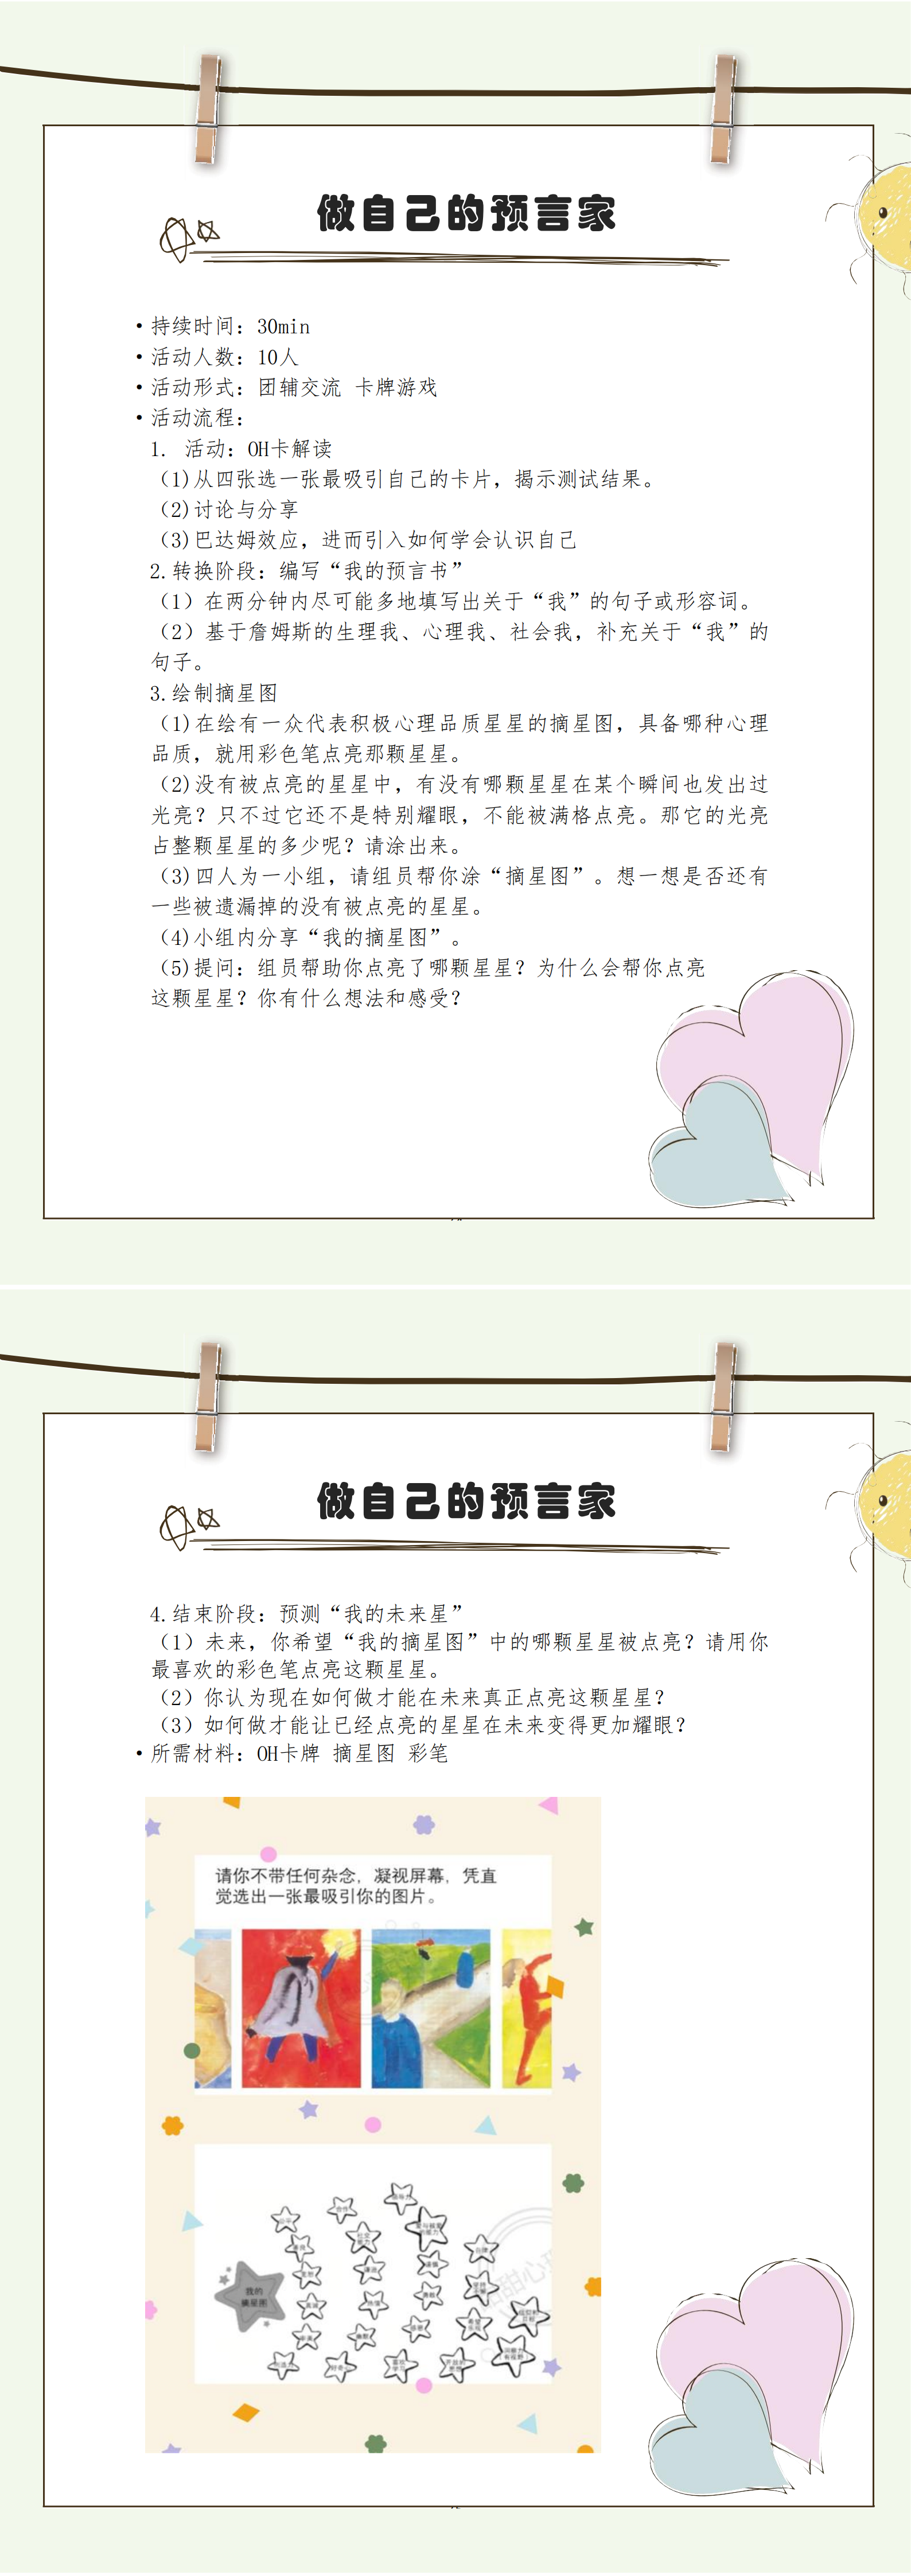 做自己的预言家
• 持续时间：30min
• 活动人数：10人
• 活动形式：团辅交流 卡牌游戏
• 活动流程：
1. 活动：OH卡解读
（1)从四张选一张最吸引自己的卡片，揭示测试结果。
（2)讨论与分享
（3)巴达姆效应，进而引入如何学会认识自己
2.转换阶段：编写“我的预言书”
（1）在两分钟内尽可能多地填写出关于“我”的句子或形容词。
（2）基于詹姆斯的生理我、心理我、社会我，补充关于“我”的
句子。
3.绘制摘星图
（1)在绘有一众代表积极心理品质星星的摘星图，具备哪种心理
品质，就用彩色笔点亮那颗星星。
（2)没有被点亮的星星中，有没有哪颗星星在某个瞬间也发出过
光亮？只不过它还不是特别耀眼，不能被满格点亮。那它的光亮
占整颗星星的多少呢？请涂出来。
（3)四人为一小组，请组员帮你涂“摘星图”。想一想是否还有
一些被遗漏掉的没有被点亮的星星。
（4)小组内分享“我的摘星图”。
（5)提问：组员帮助你点亮了哪颗星星？为什么会帮你点亮
这颗星星？你有什么想法和感受？
做自己的预言家
4.结束阶段：预测“我的未来星”
（1）未来，你希望“我的摘星图”中的哪颗星星被点亮？请用你
最喜欢的彩色笔点亮这颗星星。
（2）你认为现在如何做才能在未来真正点亮这颗星星？
（3）如何做才能让已经点亮的星星在未来变得更加耀眼？
• 所需材料：OH卡牌 摘星图 彩笔
请你不带任何杂念，凝视屏幕，凭直
觉选出一张最吸引你的图片。
我的
摘星图